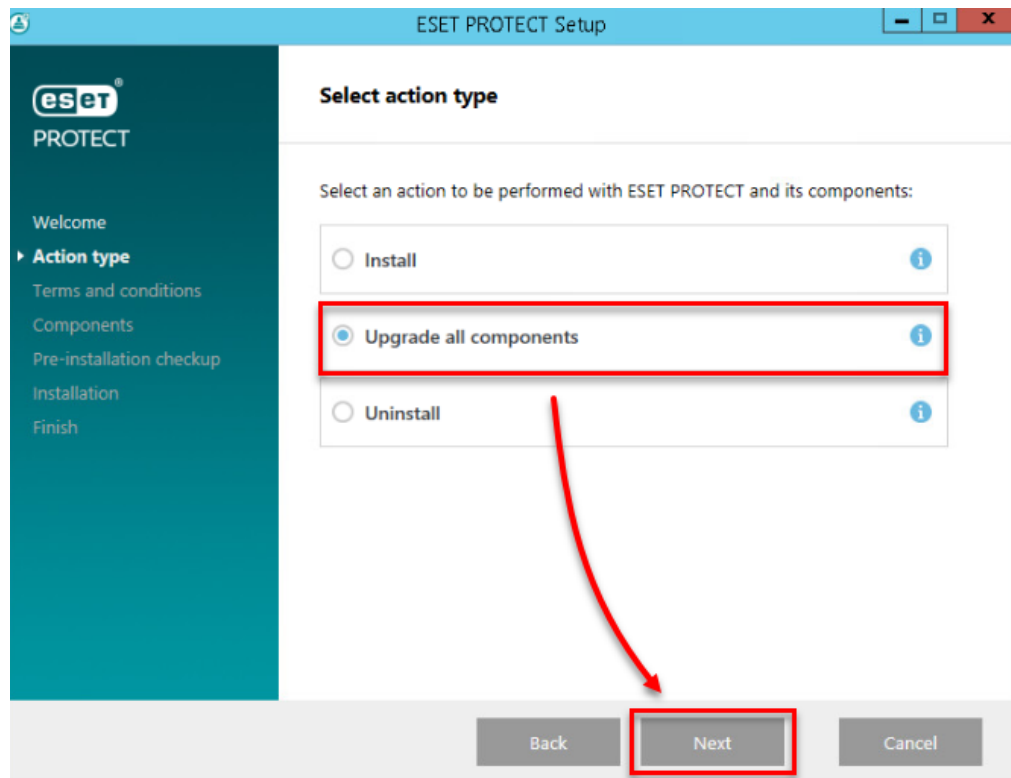 ESET PROTECT Setup
eseT®
PROTECT
Welcome
Action type
Terms and conditions
Components
Pre-installation checkup
Installation
Finish
Select action type
Select an action to be performed with ESET PROTECT and its components:
Install
Upgrade all components
Uninstall
Back
Next
Cancel